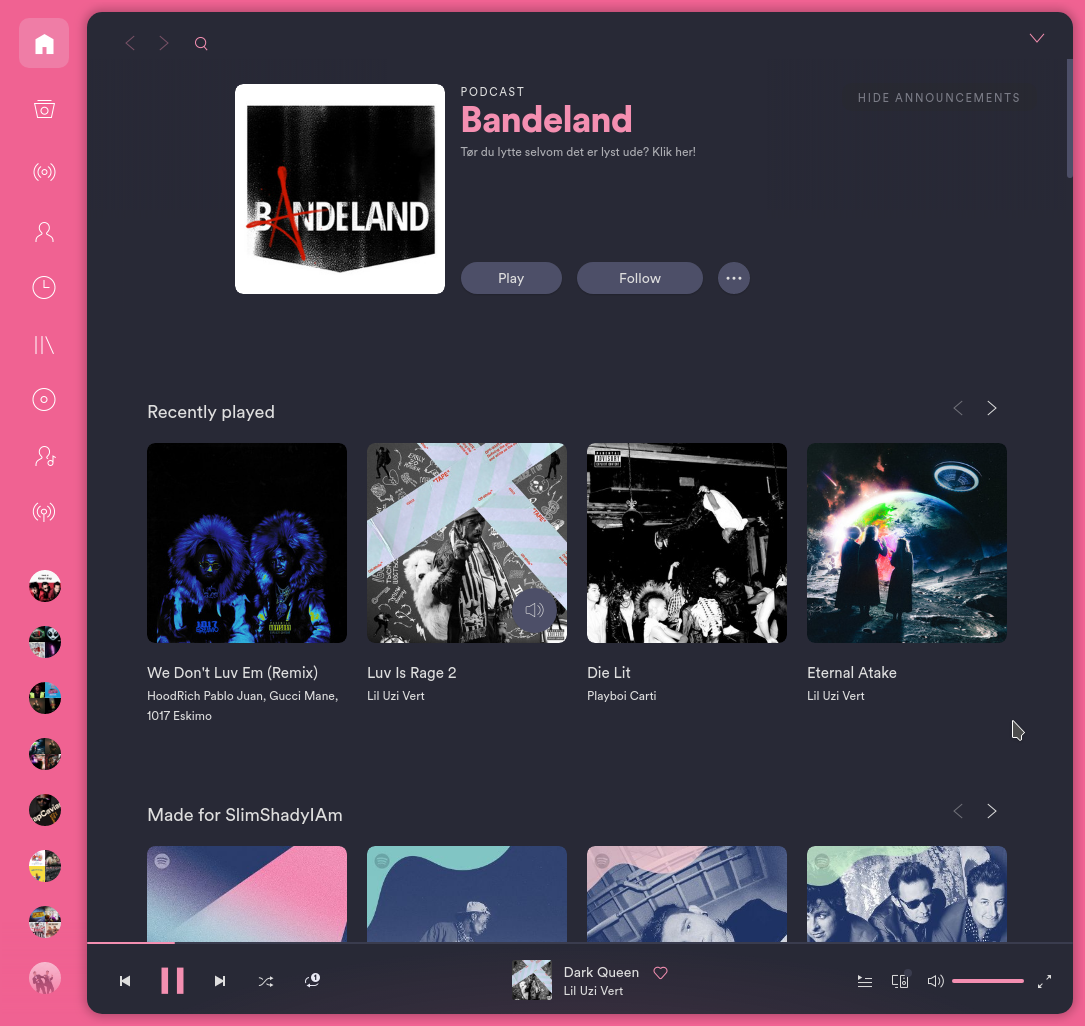 PODCAST
HIDE ANNOUNCEMENTS
Bandeland
Tør du lytte selvom det er lyst ude? Klik her!
BANDELAND
Play
Follow
Recently played
We Don't Luv Em (Remix)
HoodRich Pablo Juan, Gucci Mane,
1017 Eskimo
Luv Is Rage 2
Lil Uzi Vert
Die Lit
Playboi Carti
Eternal Atake
Lil Uzi Vert
Made for SlimShadyIAm
Dark Queen
Lil Uzi Vert
1